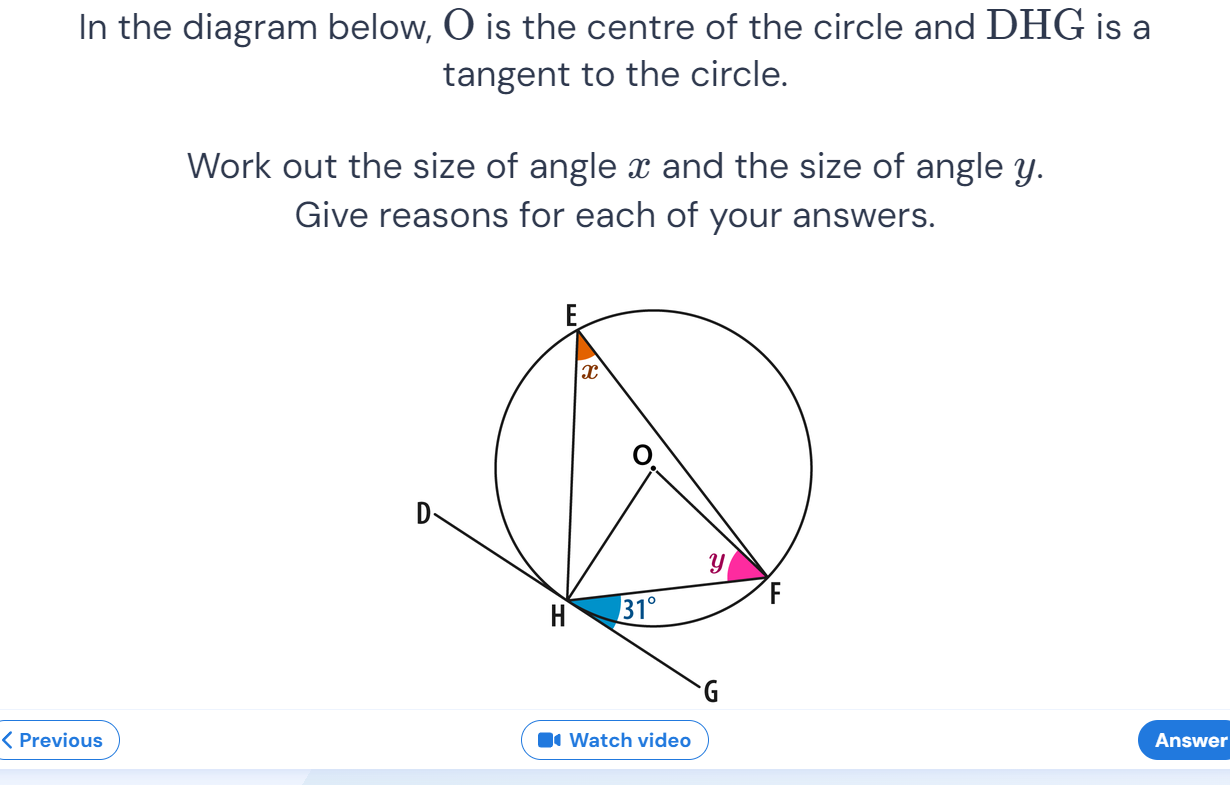 In the diagram below, O is the centre of the circle and DHG is a
tangent to the circle.
Work out the size of angle x and the size of angle y.
Give reasons for each of your answers.
E
x
O
D
y
F
H
31°
G
Previous
Watch video
Answer